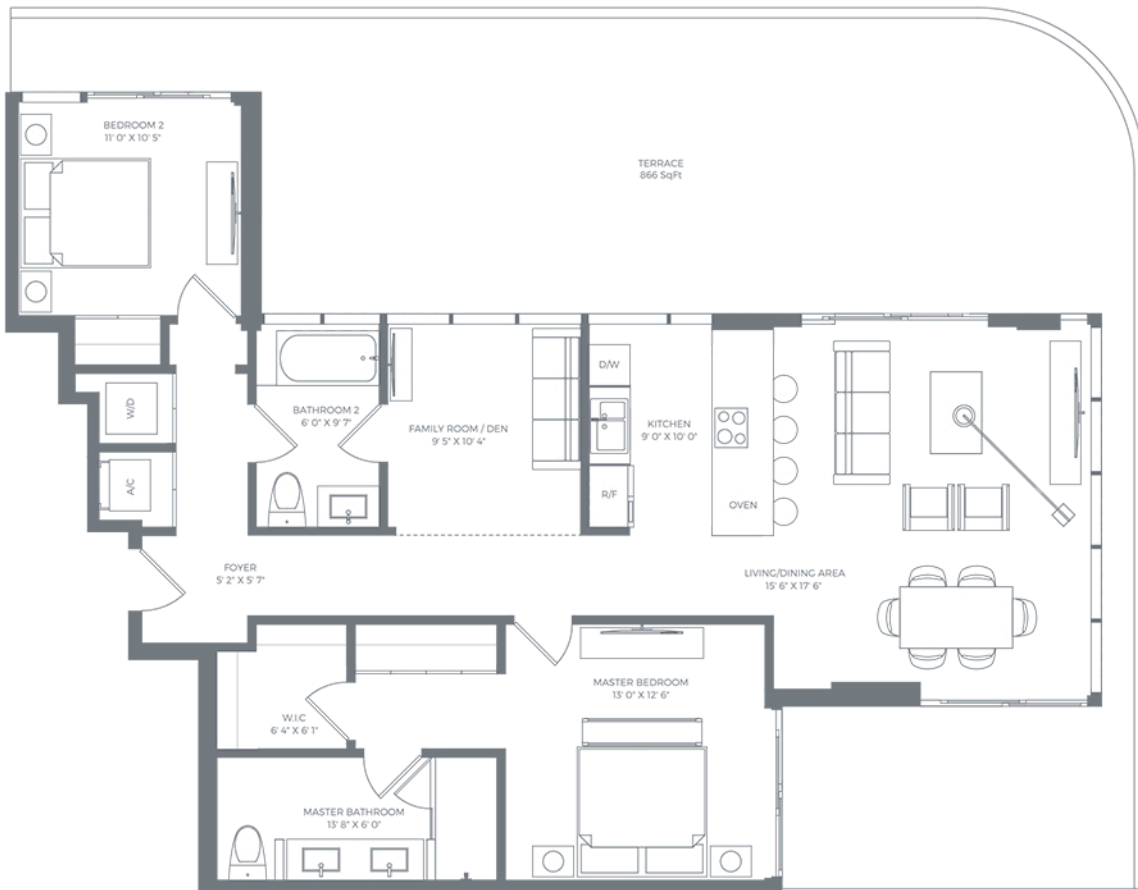 BEDROOM 2
11' 0" X 10' 5"
TERRACE
866 SqFt
W/D
A/C
BATHROOM 2
6' 0" X 9' 7"
FAMILY ROOM / DEN
9' 5" X 10' 4"
D/W
KITCHEN
9' 0" X 10' 0"
R/F
OVEN
FOYER
5' 2" X 5' 7"
LIVING/DINING AREA
15' 6" X 17' 6"
MASTER BEDROOM
13' 0" X 12' 6"
W.I.C
6' 4" X 6' 1"
MASTER BATHROOM
13' 8" X 6' 0"